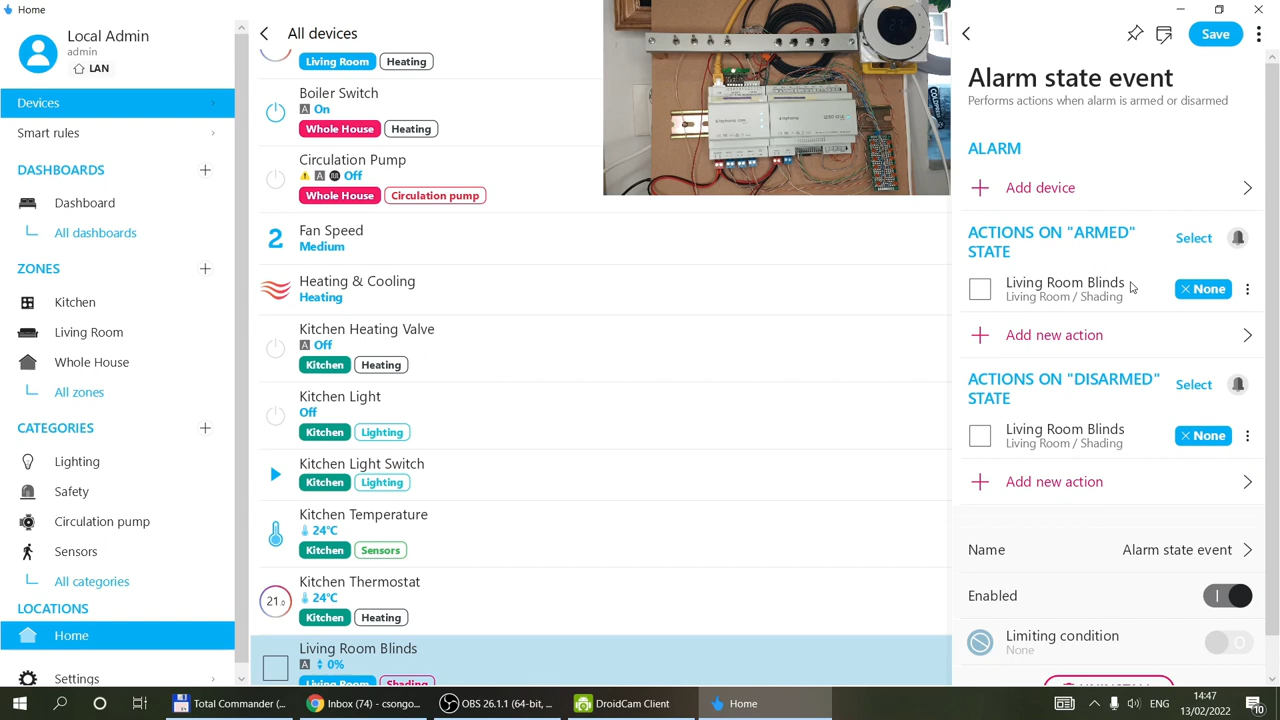 Home
Local Admin
admin
LAN
Devices
Smart rules
DASHBOARDS
Dashboard
All dashboards
ZONES
Kitchen
Living Room
Whole House
All zones
CATEGORIES
Lighting
Safety
Circulation pump
Sensors
All categories
LOCATIONS
Home
Settings
All devices
Living Room Heating
Boiler Switch
A On
Whole House Heating
Circulation Pump
A Off
Whole House Circulation pump
2 Fan Speed
Medium
Heating & Cooling
Heating
Kitchen Heating Valve
A Off
Kitchen Heating
Kitchen Light
Off
Kitchen Lighting
Kitchen Light Switch
Kitchen Lighting
Kitchen Temperature
24°C
Kitchen Sensors
Kitchen Thermostat
21.0 24°C
Kitchen Heating
Living Room Blinds
A 0%
Living Room Shading
Save
Alarm state event
Performs actions when alarm is armed or disarmed
ALARM
Add device
ACTIONS ON "ARMED" STATE
Select
Living Room Blinds
Living Room / Shading
None
Add new action
ACTIONS ON "DISARMED" STATE
Select
Living Room Blinds
Living Room / Shading
None
Add new action
Name Alarm state event
Enabled
Limiting condition
None
UNINSTALL
Total Commander (...
Inbox (74) - csongo...
OBS 26.1.1 (64-bit, ...
DroidCam Client
Home
ENG
14:47
13/02/2022
10